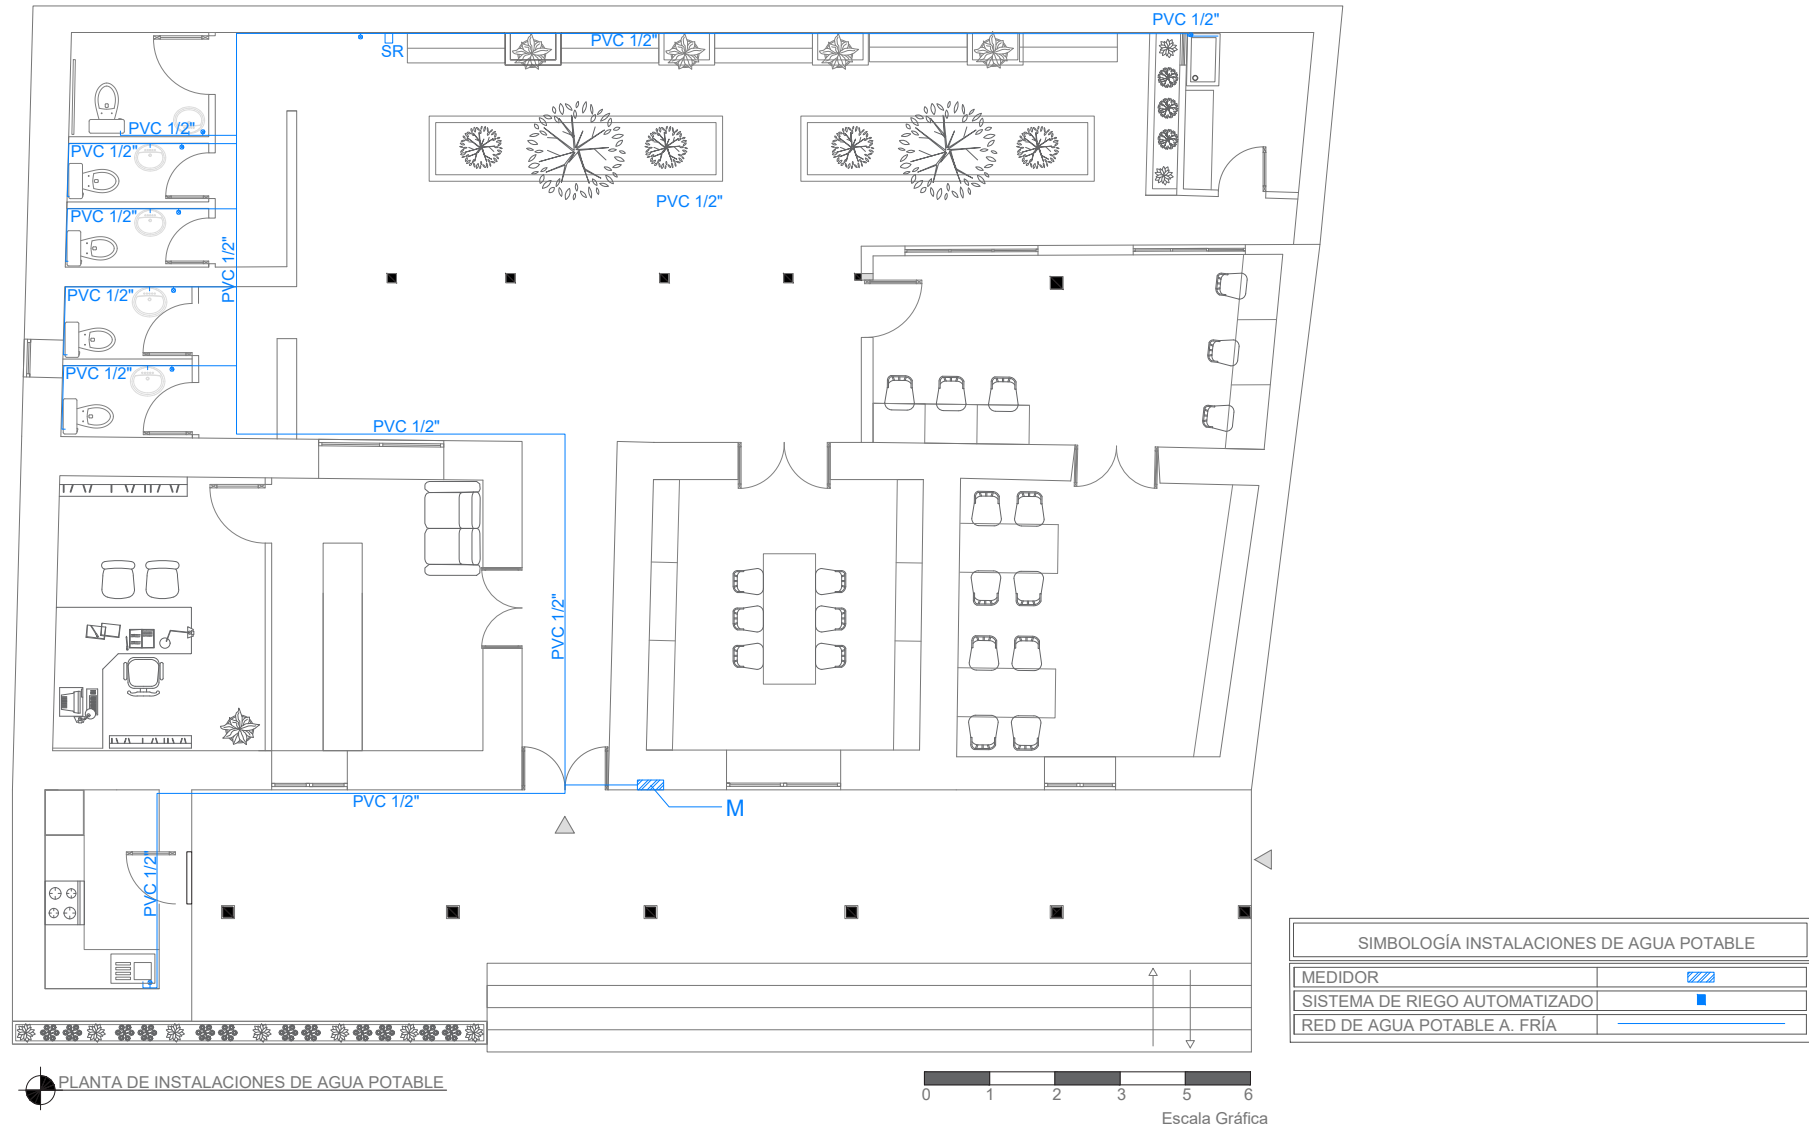 PVC 1/2"
SR
PVC 1/2"
PVC 1/2"
PVC 1/2"
PVC 1/2"
PVC 1/2"
PVC 1/2"
PVC 1/2"
PVC 1/2"
PVC 1/2"
PVC 1/2"
PVC 1/2"
PVC 1/2"
M
PVC 1/2"
SIMBOLOGÍA INSTALACIONES DE AGUA POTABLE
MEDIDOR
SISTEMA DE RIEGO AUTOMATIZADO
RED DE AGUA POTABLE A. FRÍA
PLANTA DE INSTALACIONES DE AGUA POTABLE
0 1 2 3 5 6
Escala Gráfica